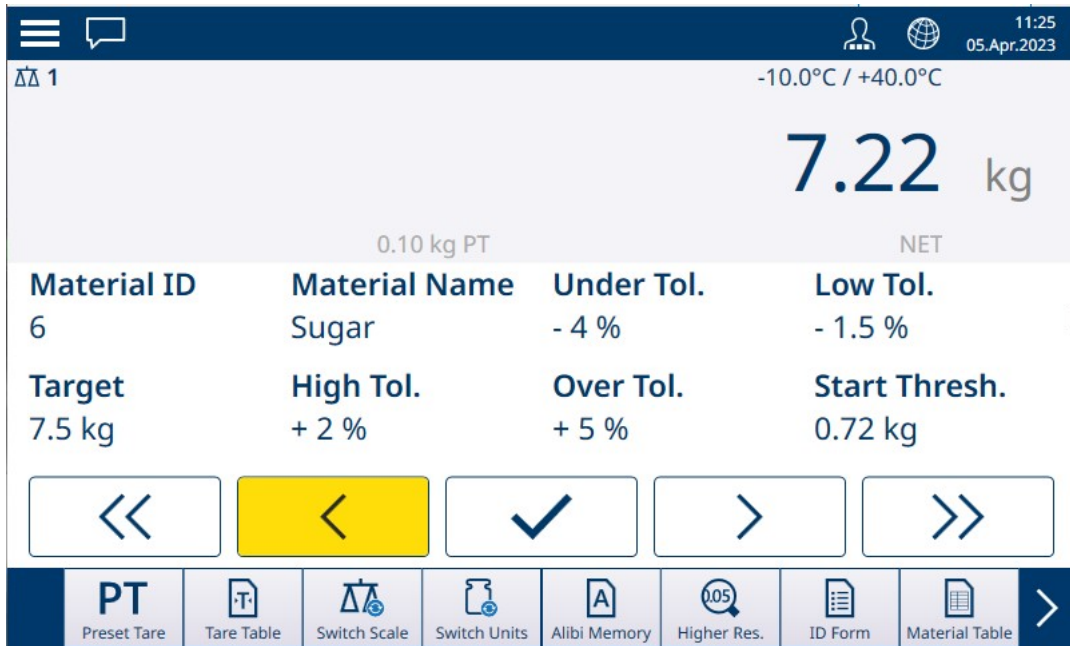 11:25
05.Apr.2023
1
-10.0°C / +40.0°C
7.22 kg
0.10 kg PT NET
Material ID Material Name Under Tol. Low Tol.
6 Sugar - 4 % - 1.5 %
Target High Tol. Over Tol. Start Thresh.
7.5 kg + 2 % + 5 % 0.72 kg
PT ·T· A 0.05
Preset Tare Tare Table Switch Scale Switch Units Alibi Memory Higher Res. ID Form Material Table